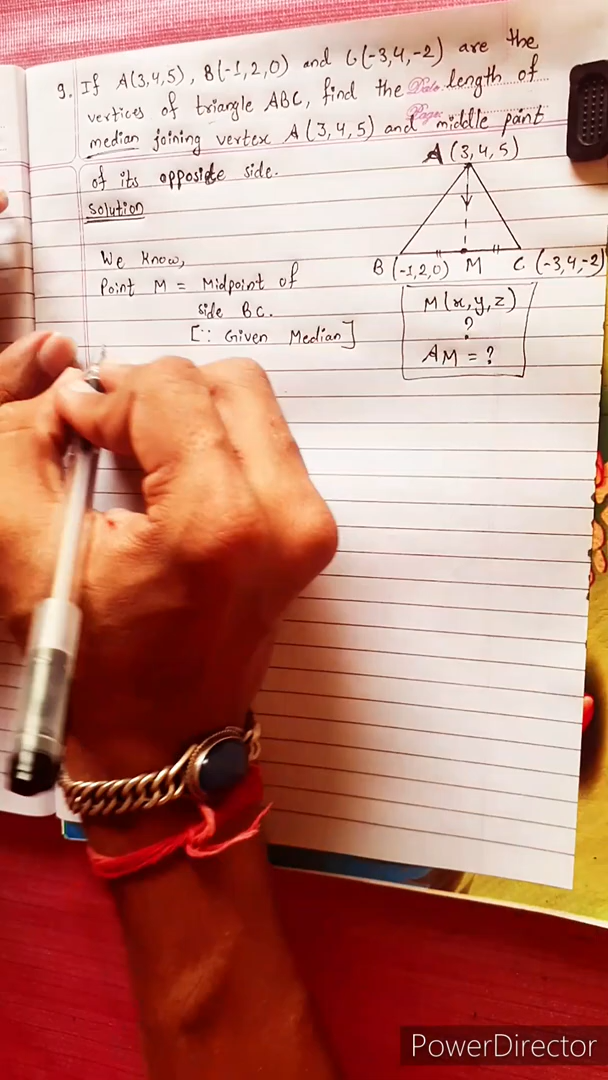 9. If A(3,4,5), B(-1,2,0) and C(-3,4,-2) are the
vertices of triangle ABC, find the length of
Date
median joining vertex A (3,4,5) and middle point
Page
of its opposite side.
Solution
A (3,4,5)
B (-1,2,0) M C (-3,4,-2)
We know,
Point M = Midpoint of
side BC.
[∵ Given Median]
M(x,y,z)
?
AM = ?
PowerDirector